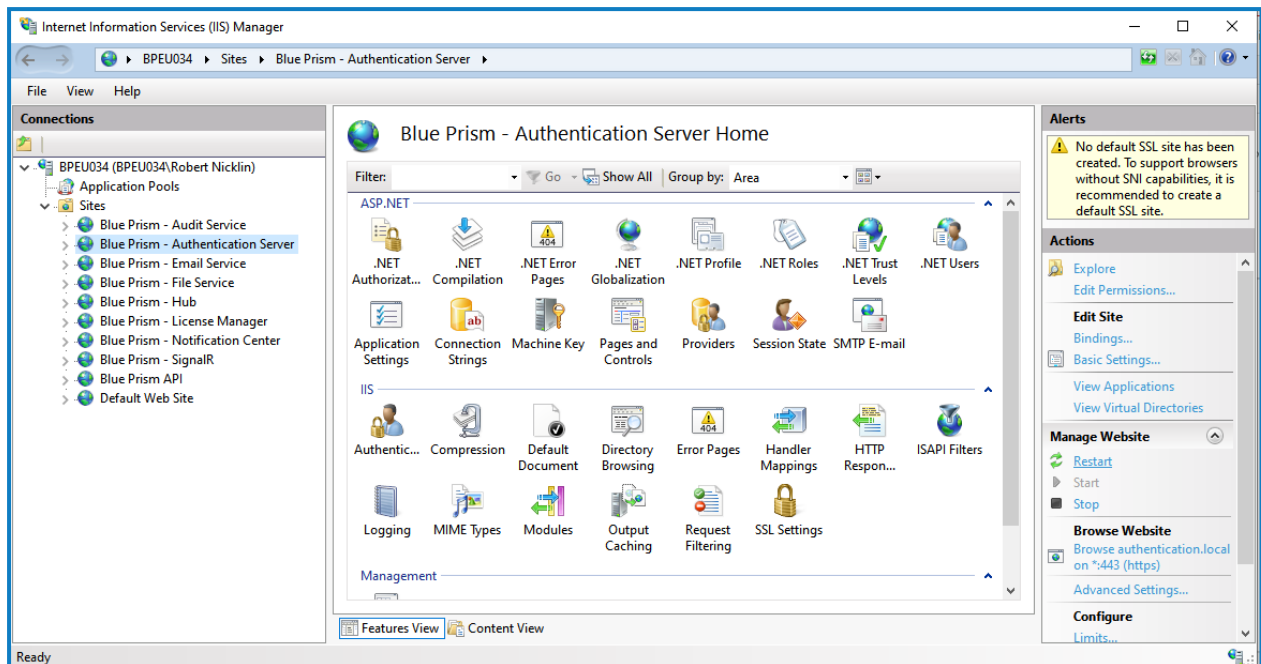 Internet Information Services (IIS) Manager
BPEU034 Sites Blue Prism - Authentication Server
File View Help
Connections
BPEU034 (BPEU034\Robert Nicklin)
Application Pools
Sites
Blue Prism - Audit Service
Blue Prism - Authentication Server
Blue Prism - Email Service
Blue Prism - File Service
Blue Prism - Hub
Blue Prism - License Manager
Blue Prism - Notification Center
Blue Prism - SignalR
Blue Prism API
Default Web Site
Blue Prism - Authentication Server Home
Filter: Go Show All Group by: Area
ASP.NET
.NET Authorizat...
.NET Compilation
.NET Error Pages
.NET Globalization
.NET Profile
.NET Roles
.NET Trust Levels
.NET Users
Application Settings
Connection Strings
Machine Key
Pages and Controls
Providers
Session State
SMTP E-mail
IIS
Authentic...
Compression
Default Document
Directory Browsing
Error Pages
Handler Mappings
HTTP Respon...
ISAPI Filters
Logging
MIME Types
Modules
Output Caching
Request Filtering
SSL Settings
Management
Features View Content View
Alerts
No default SSL site has been
created. To support browsers
without SNI capabilities, it is
recommended to create a
default SSL site.
Actions
Explore
Edit Permissions...
Edit Site
Bindings...
Basic Settings...
View Applications
View Virtual Directories
Manage Website
Restart
Start
Stop
Browse Website
Browse authentication.local
on *:443 (https)
Advanced Settings...
Configure
Limits...
Ready